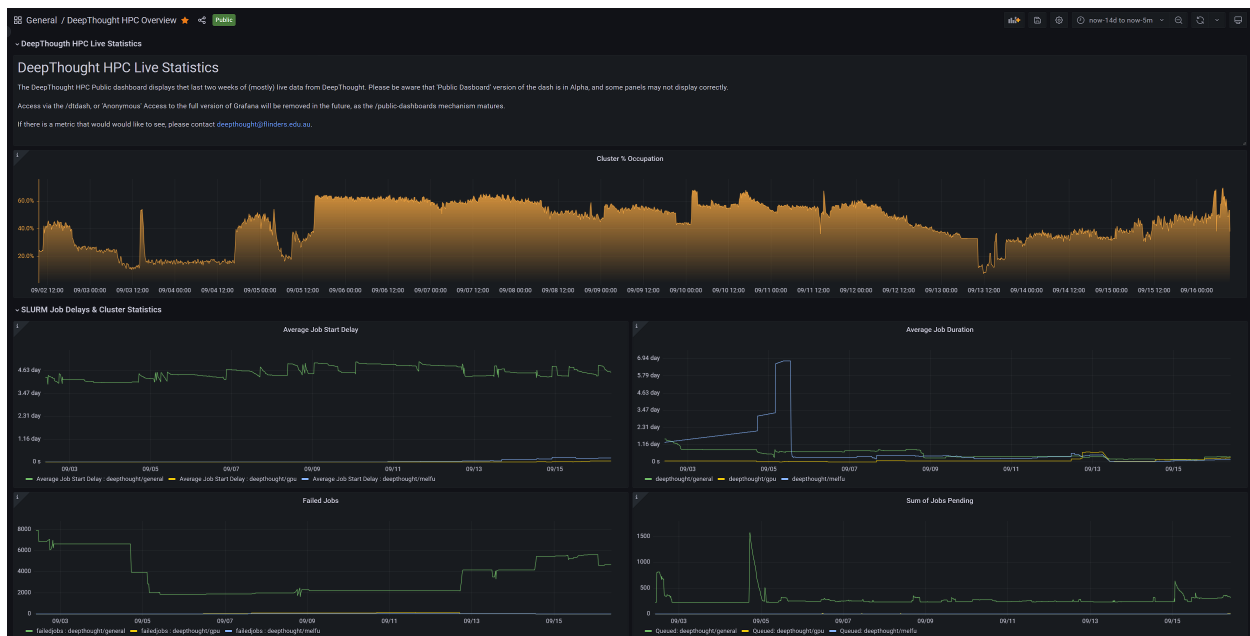 General / DeepThought HPC Overview Public now-14d to now-5m
DeepThougth HPC Live Statistics
DeepThought HPC Live Statistics
The DeepThought HPC Public dashboard displays thet last two weeks of (mostly) live data from DeepThought. Please be aware that 'Public Dasboard' version of the dash is in Alpha, and some panels may not display correctly.
Access via the /dtdash, or 'Anonymous' Access to the full version of Grafana will be removed in the future, as the /public-dashboards mechanism matures.
If there is a metric that would would like to see, please contact deepthought@flinders.edu.au.
Cluster % Occupation
60.0%
40.0%
20.0%
09/02 12:00 09/03 00:00 09/03 12:00 09/04 00:00 09/04 12:00 09/05 00:00 09/05 12:00 09/06 00:00 09/06 12:00 09/07 00:00 09/07 12:00 09/08 00:00 09/08 12:00 09/09 00:00 09/09 12:00 09/10 00:00 09/10 12:00 09/11 00:00 09/11 12:00 09/12 00:00 09/12 12:00 09/13 00:00 09/13 12:00 09/14 00:00 09/14 12:00 09/15 00:00 09/15 12:00 09/16 00:00
SLURM Job Delays & Cluster Statistics
Average Job Start Delay
4.63 day
3.47 day
2.31 day
1.16 day
0 s
09/03 09/05 09/07 09/09 09/11 09/13 09/15
Average Job Start Delay : deepthought/general Average Job Start Delay : deepthought/gpu Average Job Start Delay : deepthought/melfu
Average Job Duration
6.94 day
5.79 day
4.63 day
3.47 day
2.31 day
1.16 day
0 s
09/03 09/05 09/07 09/09 09/11 09/13 09/15
deepthought/general deepthought/gpu deepthought/melfu
Failed Jobs
8000
6000
4000
2000
0
09/03 09/05 09/07 09/09 09/11 09/13 09/15
failedjobs : deepthought/general failedjobs : deepthought/gpu failedjobs : deepthought/melfu
Sum of Jobs Pending
1500
1000
500
0
09/03 09/05 09/07 09/09 09/11 09/13 09/15
Queued: deepthought/general Queued: deepthought/gpu Queued: deepthought/melfu